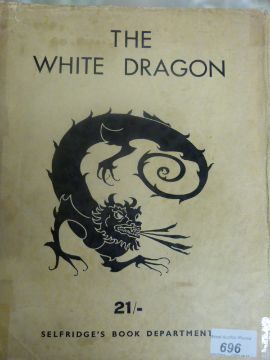 THE
WHITE DRAGON
21/-
SELFRIDGE'S BOOK DEPARTMENT
696